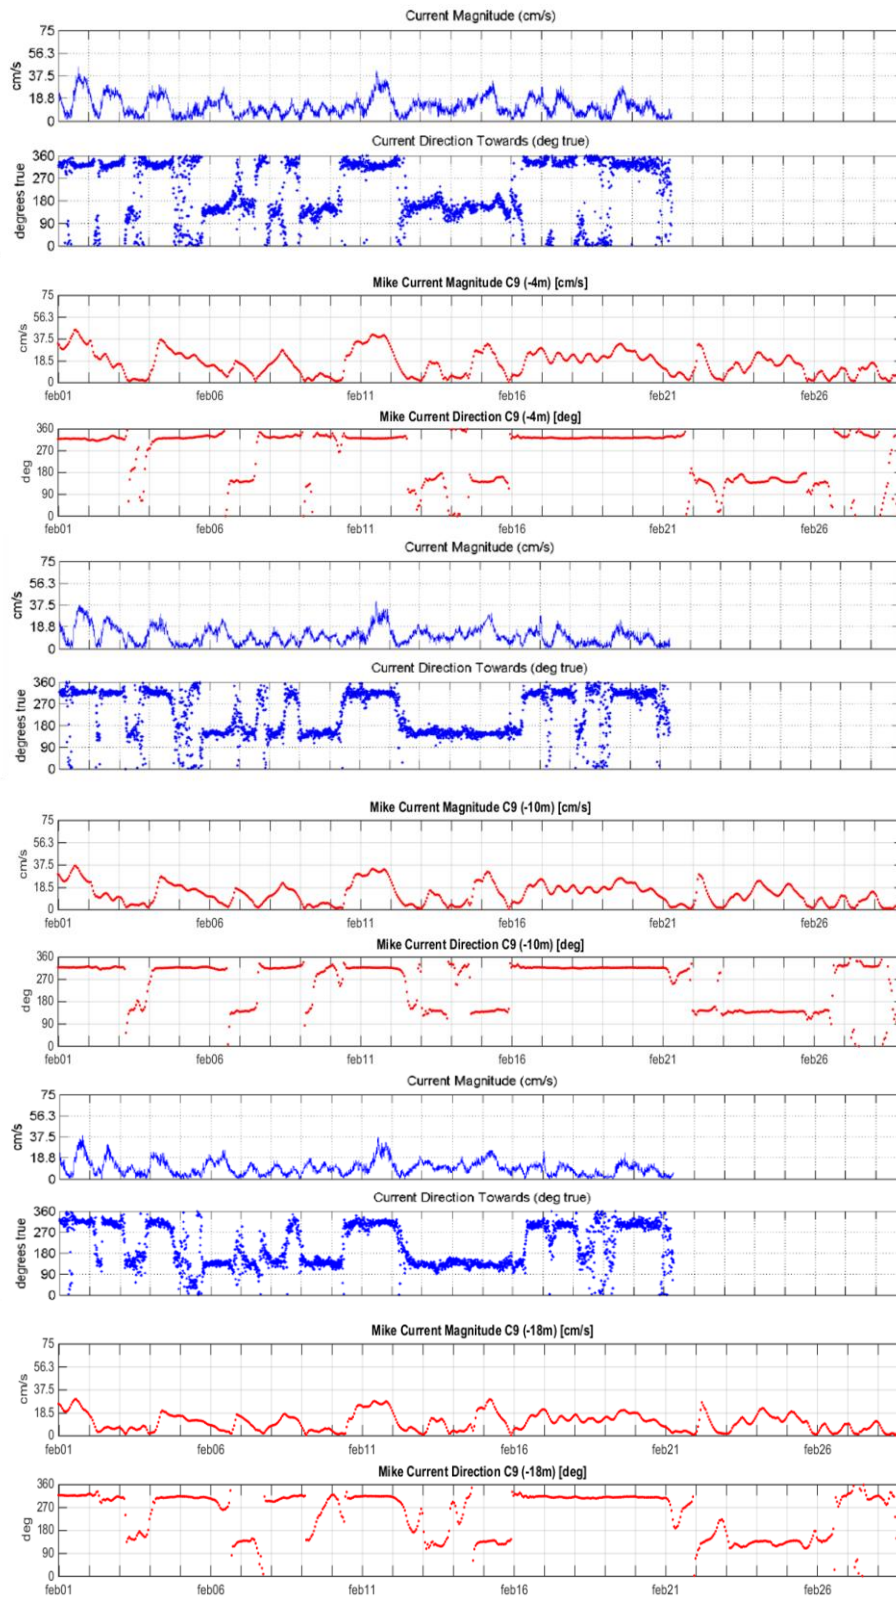 Current Magnitude (cm/s)
75
56.3
37.5
18.8
0
cm/s
Current Direction Towards (deg true)
360
270
180
90
0
degrees true
Mike Current Magnitude C9 (-4m) [cm/s]
75
56.3
37.5
18.5
0
cm/s
feb01 feb06 feb11 feb16 feb21 feb26
Mike Current Direction C9 (-4m) [deg]
360
270
180
90
0
deg
feb01 feb06 feb11 feb16 feb21 feb26
Current Magnitude (cm/s)
75
56.3
37.5
18.8
0
cm/s
Current Direction Towards (deg true)
360
270
180
90
0
degrees true
Mike Current Magnitude C9 (-10m) [cm/s]
75
56.3
37.5
18.5
0
cm/s
feb01 feb06 feb11 feb16 feb21 feb26
Mike Current Direction C9 (-10m) [deg]
360
270
180
90
0
deg
feb01 feb06 feb11 feb16 feb21 feb26
Current Magnitude (cm/s)
75
56.3
37.5
18.8
0
cm/s
Current Direction Towards (deg true)
360
270
180
90
0
degrees true
Mike Current Magnitude C9 (-18m) [cm/s]
75
56.3
37.5
18.5
0
cm/s
feb01 feb06 feb11 feb16 feb21 feb26
Mike Current Direction C9 (-18m) [deg]
360
270
180
90
0
deg
feb01 feb06 feb11 feb16 feb21 feb26